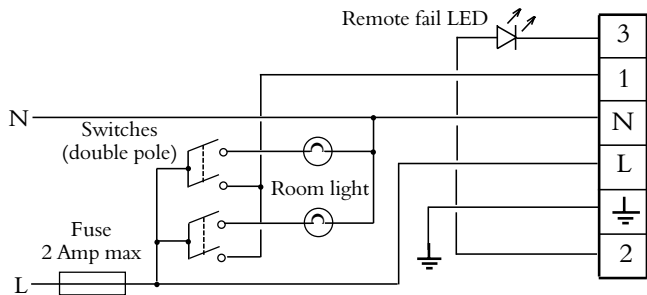 Remote fail LED
3
1
N
N
Switches
(double pole)
L
Room light
Fuse
2 Amp max
2
L